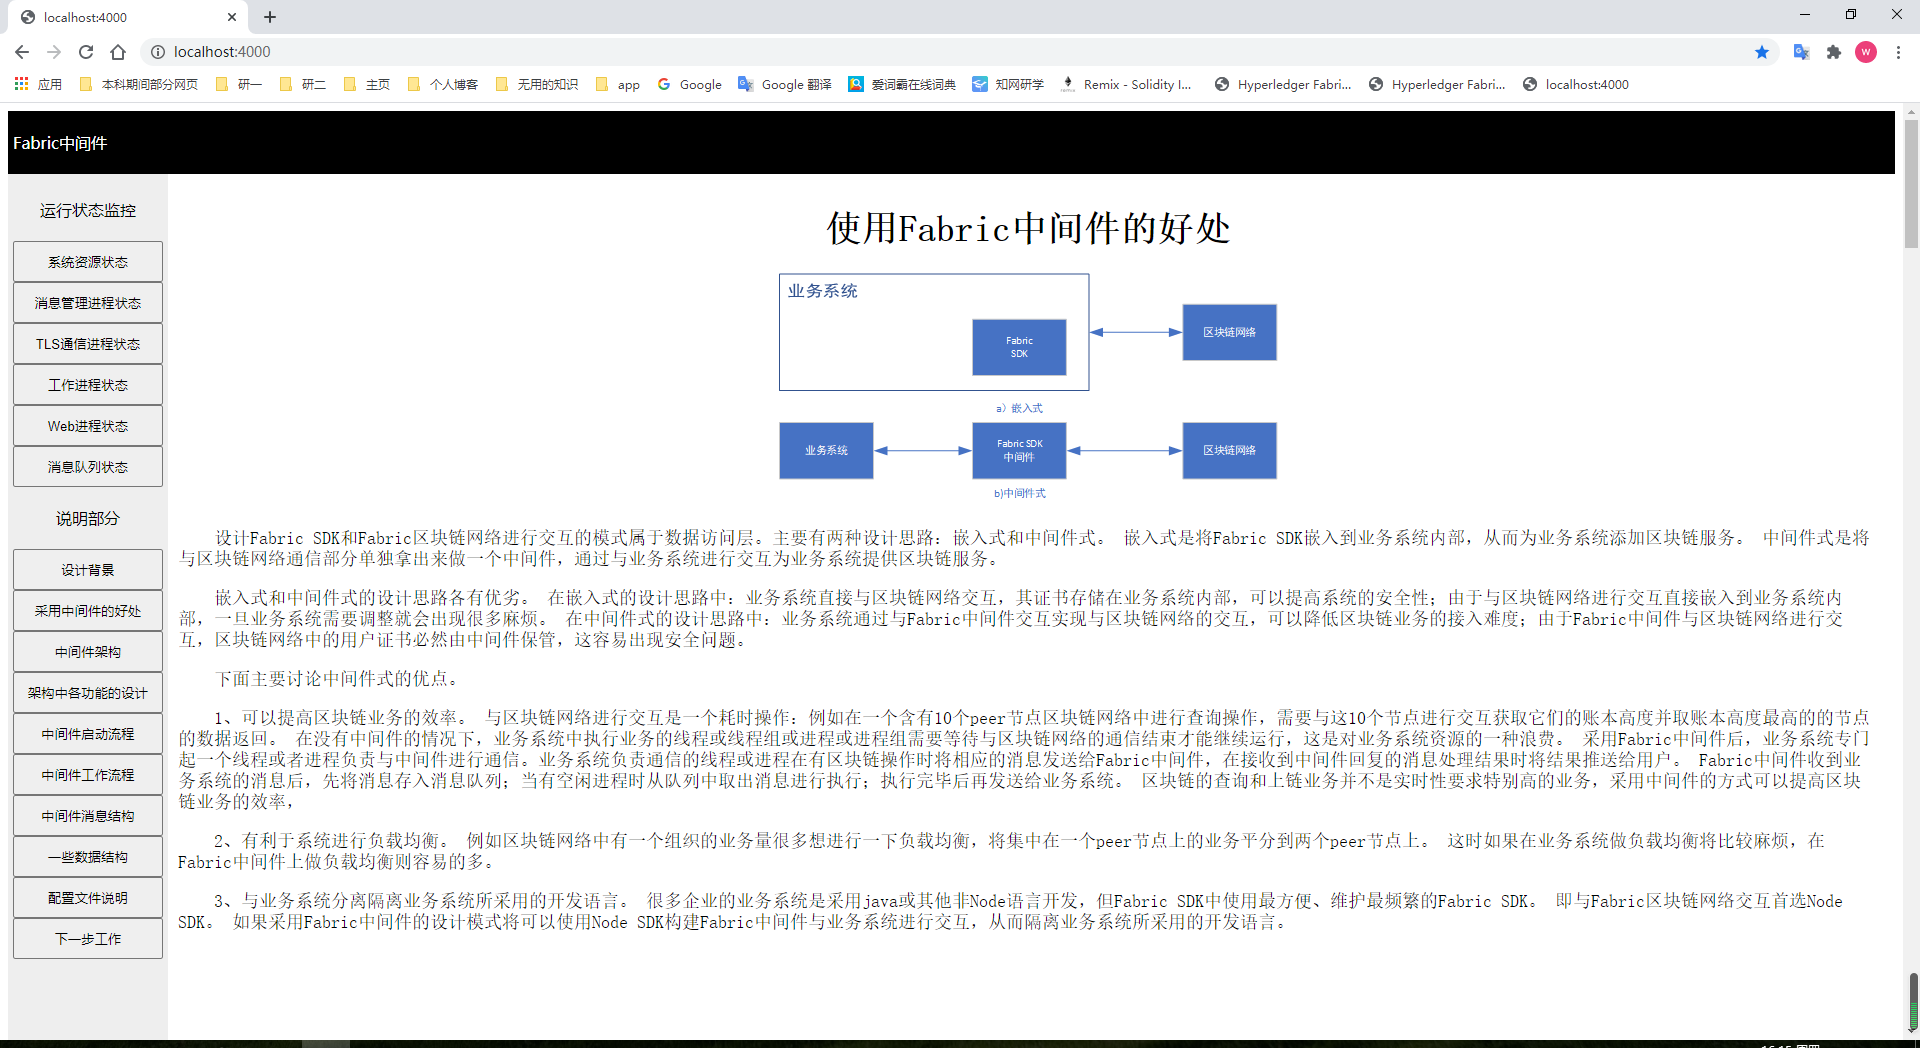 localhost:4000
localhost:4000
W
应用
本科期间部分网页
研一
研二
主页
个人博客
无用的知识
app
Google
Google 翻译
爱词霸在线词典
知网研学
Remix - Solidity I...
Hyperledger Fabri...
Hyperledger Fabri...
localhost:4000
Fabric中间件
运行状态监控
系统资源状态
消息管理进程状态
TLS通信进程状态
工作进程状态
Web进程状态
消息队列状态
说明部分
设计背景
采用中间件的好处
中间件架构
架构中各功能的设计
中间件启动流程
中间件工作流程
中间件消息结构
一些数据结构
配置文件说明
下一步工作
使用Fabric中间件的好处
业务系统
Fabric
SDK
区块链网络
a）嵌入式
业务系统
Fabric SDK
中间件
区块链网络
b)中间件式
设计Fabric SDK和Fabric区块链网络进行交互的模式属于数据访问层。主要有两种设计思路：嵌入式和中间件式。 嵌入式是将Fabric SDK嵌入到业务系统内部，从而为业务系统添加区块链服务。 中间件式是将
与区块链网络通信部分单独拿出来做一个中间件，通过与业务系统进行交互为业务系统提供区块链服务。
嵌入式和中间件式的设计思路各有优劣。 在嵌入式的设计思路中：业务系统直接与区块链网络交互，其证书存储在业务系统内部，可以提高系统的安全性；由于与区块链网络进行交互直接嵌入到业务系统内
部，一旦业务系统需要调整就会出现很多麻烦。 在中间件式的设计思路中：业务系统通过与Fabric中间件交互实现与区块链网络的交互，可以降低区块链业务的接入难度；由于Fabric中间件与区块链网络进行交
互，区块链网络中的用户证书必然由中间件保管，这容易出现安全问题。
下面主要讨论中间件式的优点。
1、可以提高区块链业务的效率。 与区块链网络进行交互是一个耗时操作：例如在一个含有10个peer节点区块链网络中进行查询操作，需要与这10个节点进行交互获取它们的账本高度并取账本高度最高的的节点
的数据返回。 在没有中间件的情况下，业务系统中执行业务的线程或线程组或进程或进程组需要等待与区块链网络的通信结束才能继续运行，这是对业务系统资源的一种浪费。 采用Fabric中间件后，业务系统专门
起一个线程或者进程负责与中间件进行通信。业务系统负责通信的线程或进程在有区块链操作时将相应的消息发送给Fabric中间件，在接收到中间件回复的消息处理结果时将结果推送给用户。 Fabric中间件收到业
务系统的消息后，先将消息存入消息队列；当有空闲进程时从队列中取出消息进行执行；执行完毕后再发送给业务系统。 区块链的查询和上链业务并不是实时性要求特别高的业务，采用中间件的方式可以提高区块
链业务的效率，
2、有利于系统进行负载均衡。 例如区块链网络中有一个组织的业务量很多想进行一下负载均衡，将集中在一个peer节点上的业务平分到两个peer节点上。 这时如果在业务系统做负载均衡将比较麻烦，在
Fabric中间件上做负载均衡则容易的多。
3、与业务系统分离隔离业务系统所采用的开发语言。 很多企业的业务系统是采用java或其他非Node语言开发，但Fabric SDK中使用最方便、维护最频繁的Fabric SDK。 即与Fabric区块链网络交互首选Node
SDK。 如果采用Fabric中间件的设计模式将可以使用Node SDK构建Fabric中间件与业务系统进行交互，从而隔离业务系统所采用的开发语言。